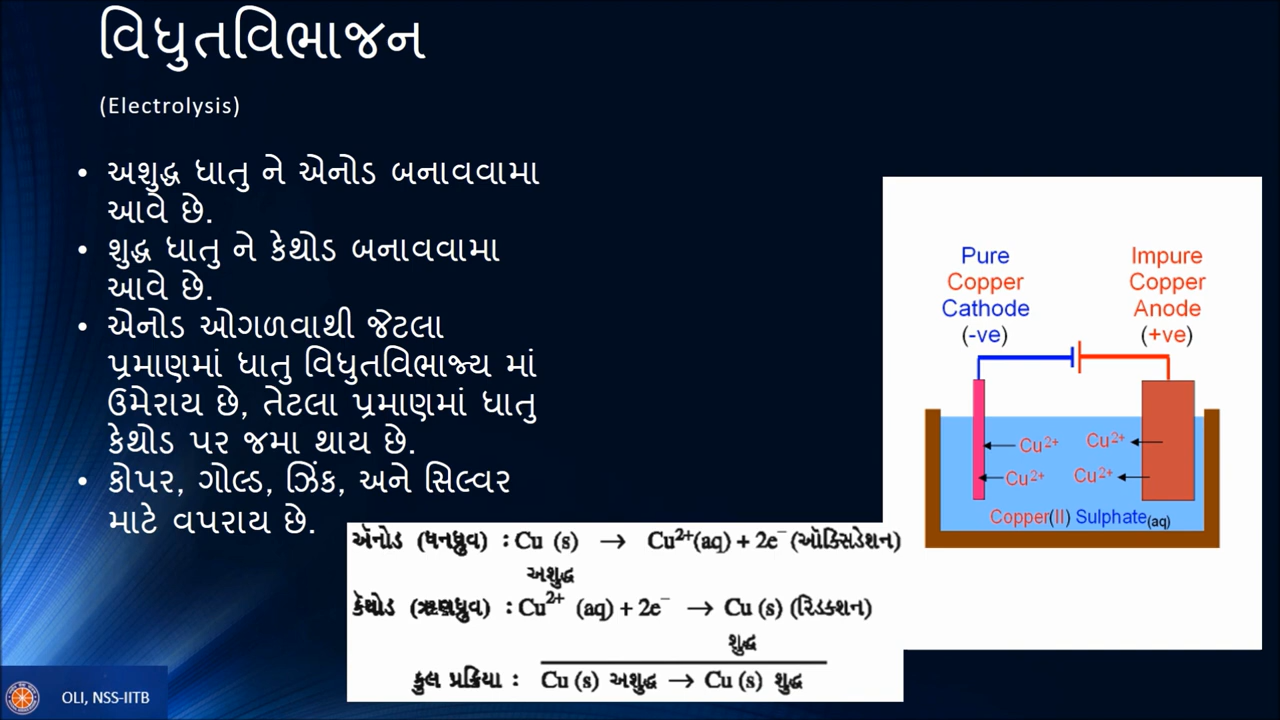 વિધુતવિભાજન
(Electrolysis)
• અશુદ્ધ ધાતુ ને એનોડ બનાવવામા
આવે છે.
• શુદ્ધ ધાતુ ને કેથોડ બનાવવામા
આવે છે.
• એનોડ ઓગળવાથી જેટલા
પ્રમાણમાં ધાતુ વિધુતવિભાજ્ય માં
ઉમેરાય છે, તેટલા પ્રમાણમાં ધાતુ
કેથોડ પર જમા થાય છે.
• કોપર, ગોલ્ડ, ઝિંક, અને સિલ્વર
માટે વપરાય છે.
Pure
Copper
Cathode
(-ve)
Impure
Copper
Anode
(+ve)
Cu²⁺ Cu²⁺
Cu²⁺ Cu²⁺
Copper(II) Sulphate(aq)
ઍનોડ (ધનધ્રુવ) : Cu (s) → Cu²⁺(aq) + 2e⁻ (ઑક્સિડેશન)
અશુદ્ધ
કૅથોડ (ઋણધ્રુવ) : Cu²⁺ (aq) + 2e⁻ → Cu (s) (રિડક્શન)
શુદ્ધ
કુલ પ્રક્રિયા : Cu (s) અશુદ્ધ → Cu (s) શુદ્ધ
OLI, NSS-IITB